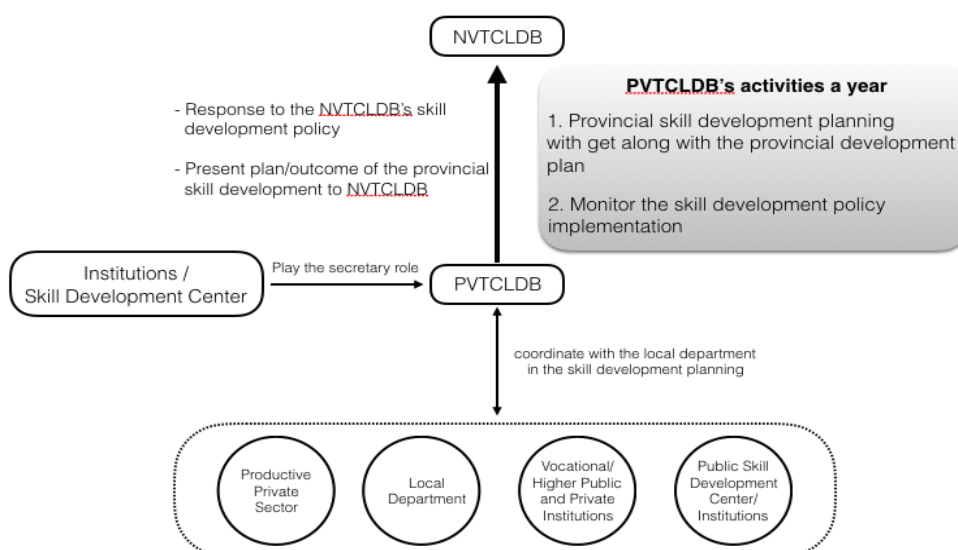 NVTCLDB
- Response to the NVTCLDB's skill
development policy
- Present plan/outcome of the provincial
skill development to NVTCLDB
PVTCLDB's activities a year
1. Provincial skill development planning
with get along with the provincial development
plan
2. Monitor the skill development policy
implementation
Institutions /
Skill Development Center
Play the secretary role
PVTCLDB
coordinate with the local department
in the skill development planning
Productive
Private
Sector
Local
Department
Vocational/
Higher Public
and Private
Institutions
Public Skill
Development
Center/
Institutions